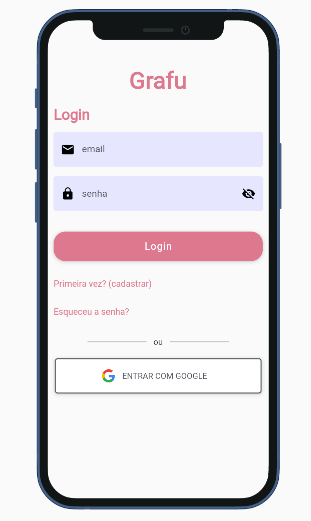 Grafu
Login
email
senha
Login
Primeira vez? (cadastrar)
Esqueceu a senha?
ou
ENTRAR COM GOOGLE